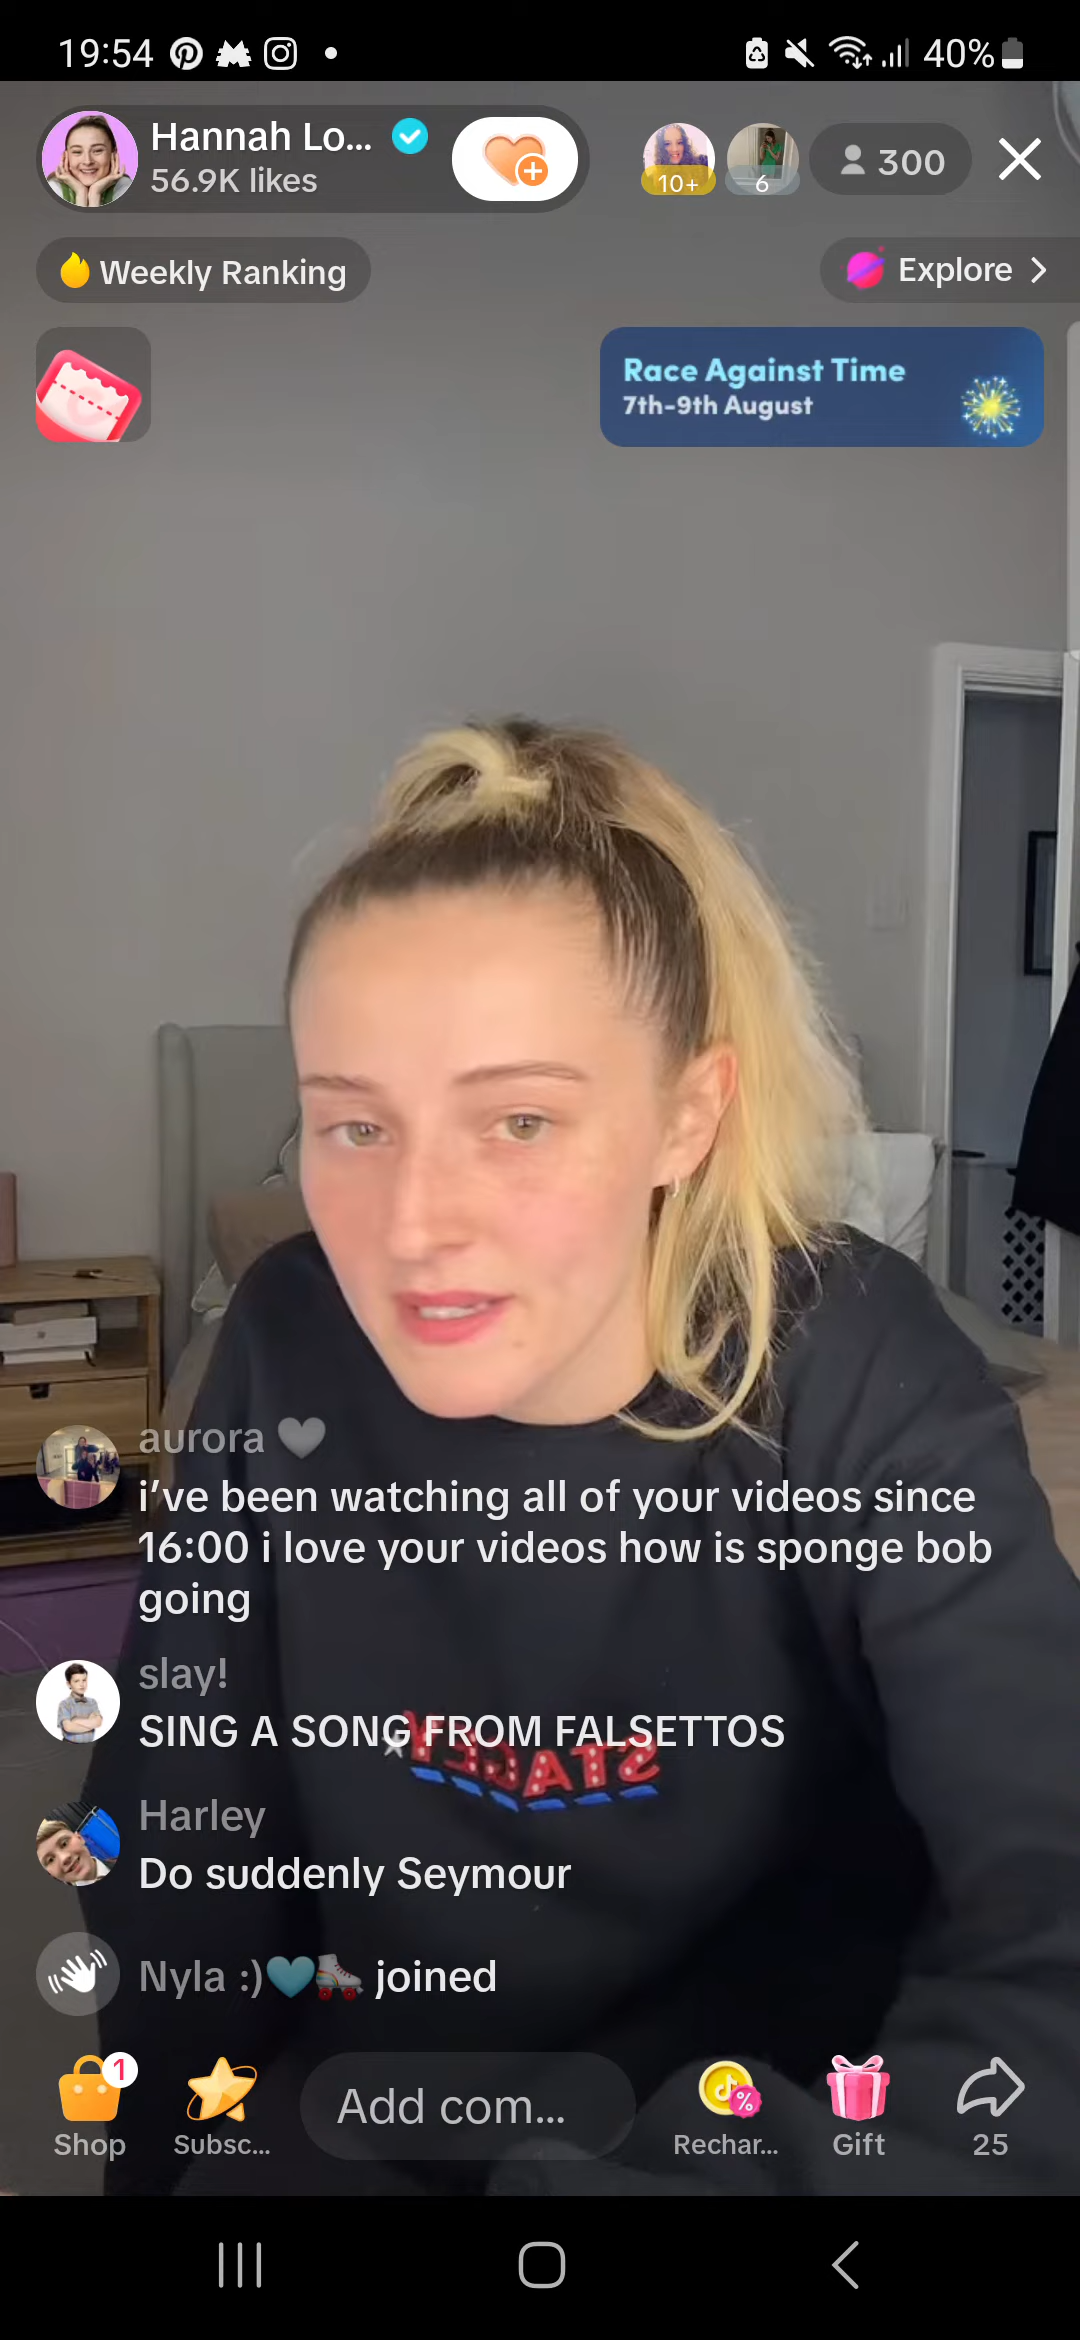 19:54
40%
Hannah Lo...
56.9K likes
10+
6
300
Weekly Ranking
Explore
Race Against Time
7th-9th August
aurora 🤍
i've been watching all of your videos since
16:00 i love your videos how is sponge bob
going
slay!
SING A SONG FROM FALSETTOS
STAGEY
Harley
Do suddenly Seymour
Nyla :)🩵🛼 joined
1
%
Shop
Subsc...
Add com...
Rechar...
Gift
25